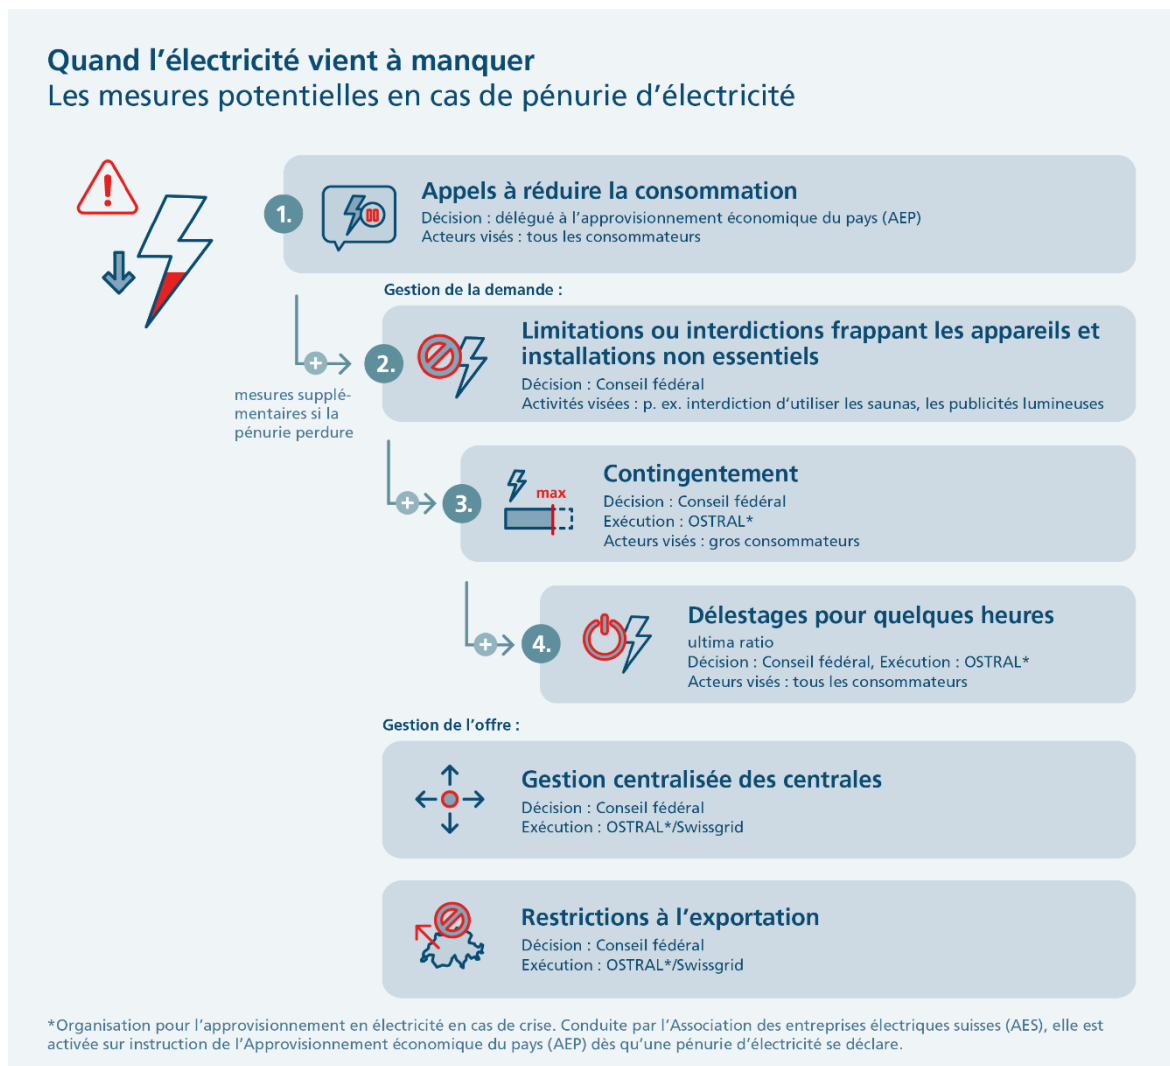 Quand l’électricité vient à manquer
Les mesures potentielles en cas de pénurie d’électricité
1.
Appels à réduire la consommation
Décision : délégué à l’approvisionnement économique du pays (AEP)
Acteurs visés : tous les consommateurs
Gestion de la demande :
mesures supplé-
mentaires si la
pénurie perdure
2.
Limitations ou interdictions frappant les appareils et
installations non essentiels
Décision : Conseil fédéral
Activités visées : p. ex. interdiction d‘utiliser les saunas, les publicités lumineuses
3.
max
Contingentement
Décision : Conseil fédéral
Exécution : OSTRAL*
Acteurs visés : gros consommateurs
4.
Délestages pour quelques heures
ultima ratio
Décision : Conseil fédéral, Exécution : OSTRAL*
Acteurs visés : tous les consommateurs
Gestion de l’offre :
Gestion centralisée des centrales
Décision : Conseil fédéral
Exécution : OSTRAL*/Swissgrid
Restrictions à l’exportation
Décision : Conseil fédéral
Exécution : OSTRAL*/Swissgrid
*Organisation pour l’approvisionnement en électricité en cas de crise. Conduite par l’Association des entreprises électriques suisses (AES), elle est
activée sur instruction de l’Approvisionnement économique du pays (AEP) dès qu’une pénurie d’électricité se déclare.